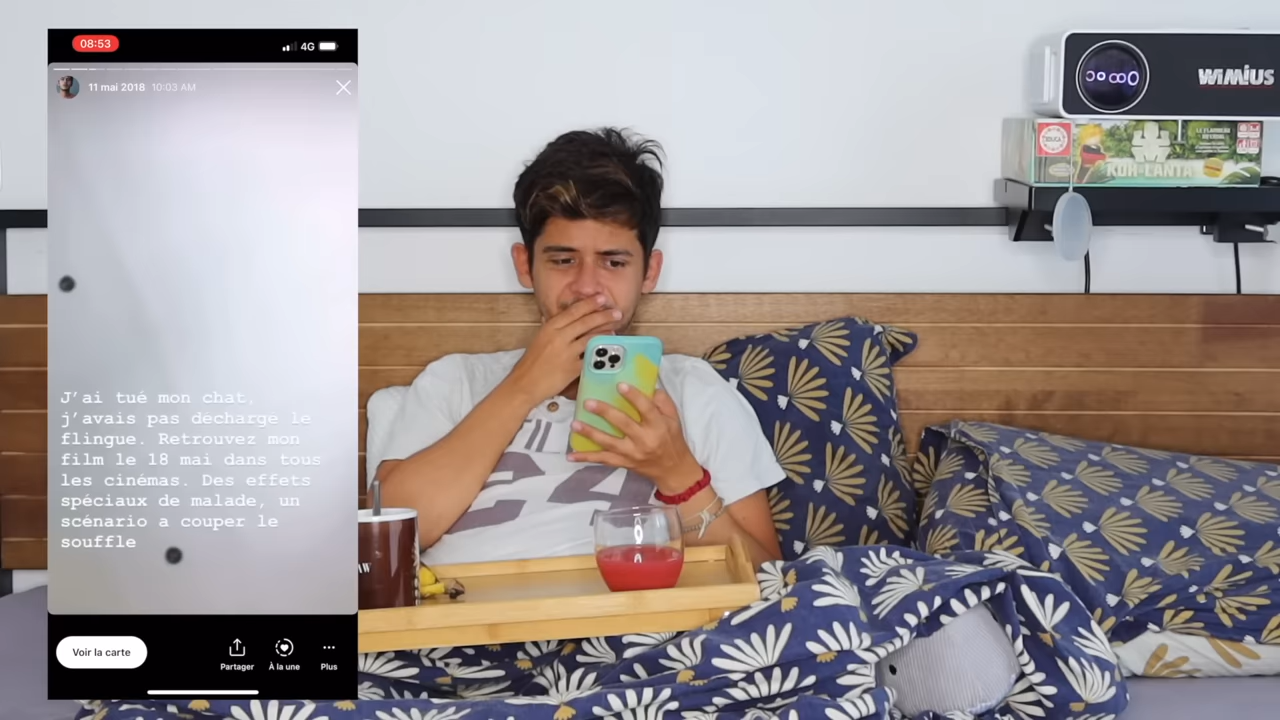 08:53
4G
11 mai 2018 10:03 AM
J'ai tué mon chat,
j'avais pas déchargé le
flingue. Retrouvez mon
film le 18 mai dans tous
les cinémas. Des effets
spéciaux de malade, un
scénario a couper le
souffle
Voir la carte
Partager
À la une
Plus
WiMiUS
KOH-LANTA
24